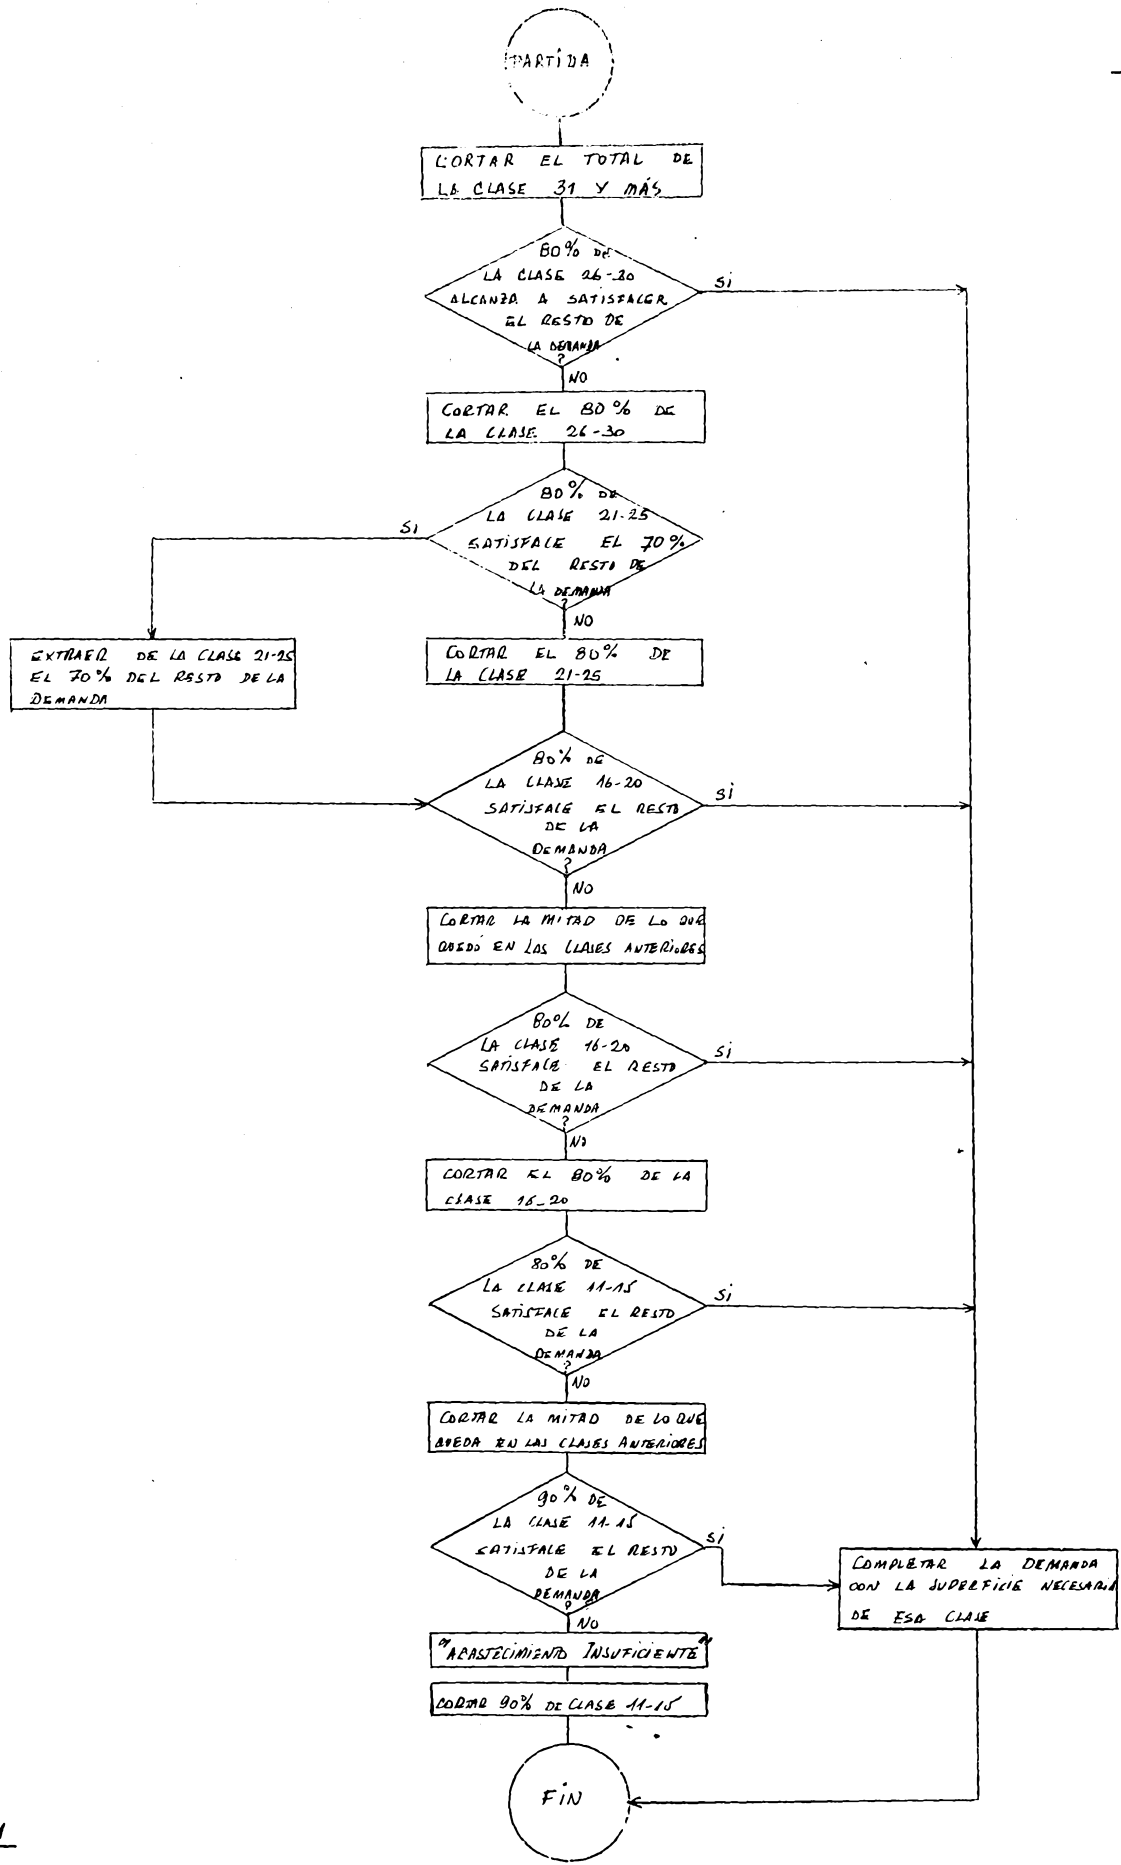 PARTIDA
CORTAR EL TOTAL DE
LA CLASE 31 Y MÁS
80% DE
LA CLASE 26-30
ALCANZA A SATISFACER
EL RESTO DE
LA DEMANDA
?
SI
NO
CORTAR EL 80% DE
LA CLASE 26-30
80% DE
LA CLASE 21-25
SATISFACE EL 70%
DEL RESTO DE
LA DEMANDA
?
SI
NO
EXTRAER DE LA CLASE 21-25
EL 70% DEL RESTO DE LA
DEMANDA
CORTAR EL 80% DE
LA CLASE 21-25
80% DE
LA CLASE 16-20
SATISFACE EL RESTO
DE LA
DEMANDA
?
SI
NO
CORTAR LA MITAD DE LO QUE
QUEDÓ EN LAS CLASES ANTERIORES
80% DE
LA CLASE 16-20
SATISFACE EL RESTO
DE LA
DEMANDA
?
SI
NO
CORTAR EL 80% DE LA
CLASE 16-20
80% DE
LA CLASE 11-15
SATISFACE EL RESTO
DE LA
DEMANDA
?
SI
NO
CORTAR LA MITAD DE LO QUE
QUEDA EN LAS CLASES ANTERIORES
90% DE
LA CLASE 11-15
SATISFACE EL RESTO
DE LA
DEMANDA
?
SI
NO
COMPLETAR LA DEMANDA
CON LA SUPERFICIE NECESARIA
DE ESA CLASE
"ABASTECIMIENTO INSUFICIENTE"
CORTAR 90% DE CLASE 11-15
FIN